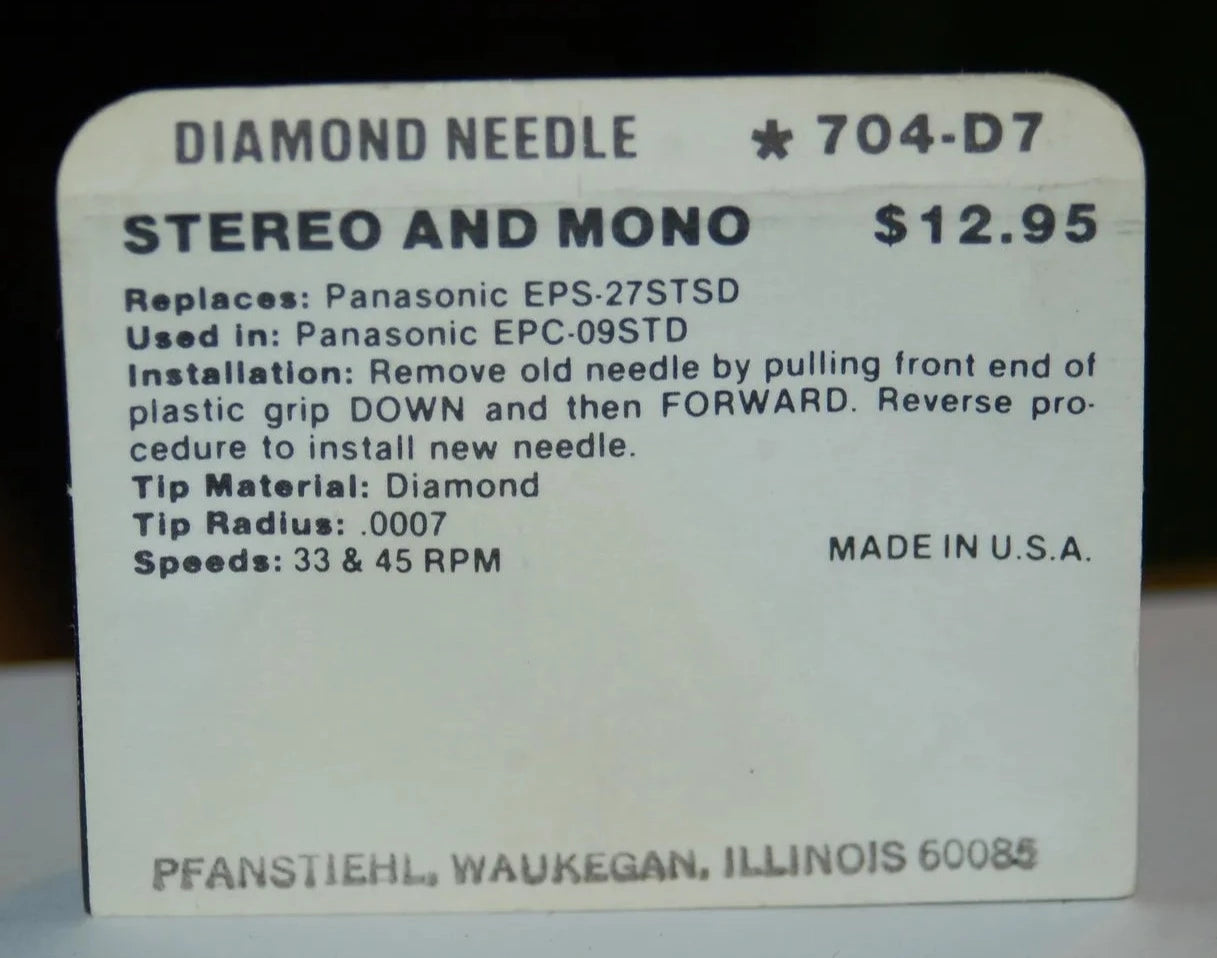 DIAMOND NEEDLE * 704-D7
STEREO AND MONO $12.95
Replaces: Panasonic EPS-27STSD
Used in: Panasonic EPC-09STD
Installation: Remove old needle by pulling front end of
plastic grip DOWN and then FORWARD. Reverse pro-
cedure to install new needle.
Tip Material: Diamond
Tip Radius: .0007
Speeds: 33 & 45 RPM MADE IN U.S.A.
PFANSTIEHL, WAUKEGAN, ILLINOIS 60085